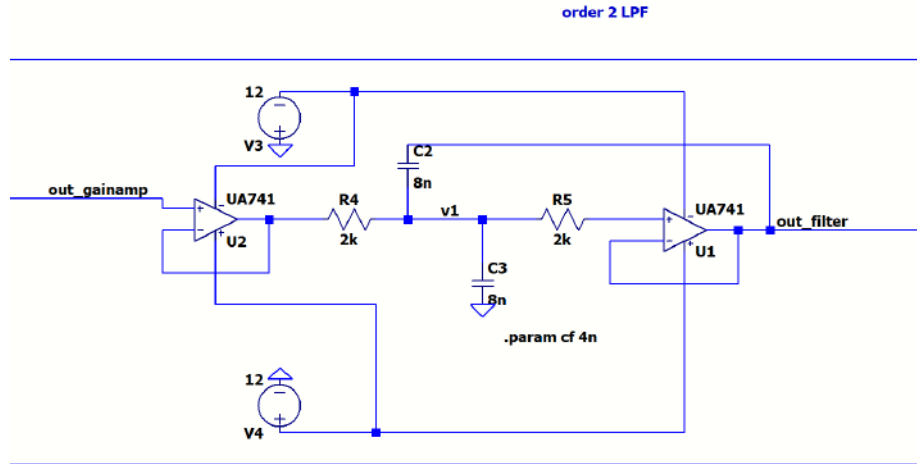 order 2 LPF
12
V3
C2
8n
out_gainamp
UA741
U2
R4
2k
v1
R5
2k
UA741
U1
out_filter
C3
8n
.param cf 4n
12
V4